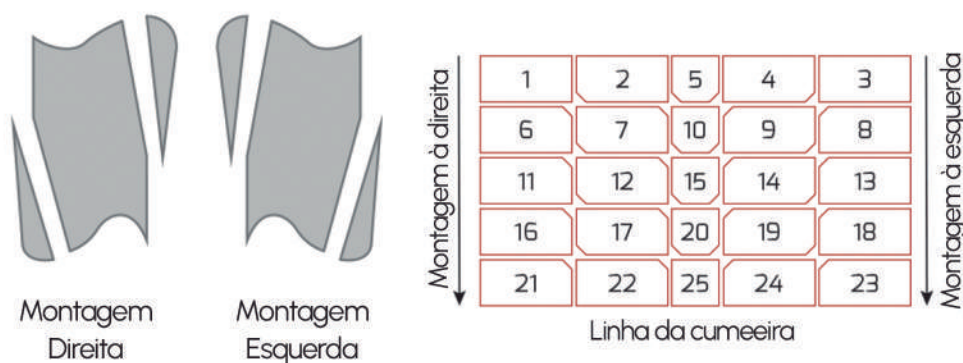 Montagem
Direita
Montagem
Esquerda
Montagem à direita
1 2 5 4 3
6 7 10 9 8
11 12 15 14 13
16 17 20 19 18
21 22 25 24 23
Montagem à esquerda
Linha da cumeeira